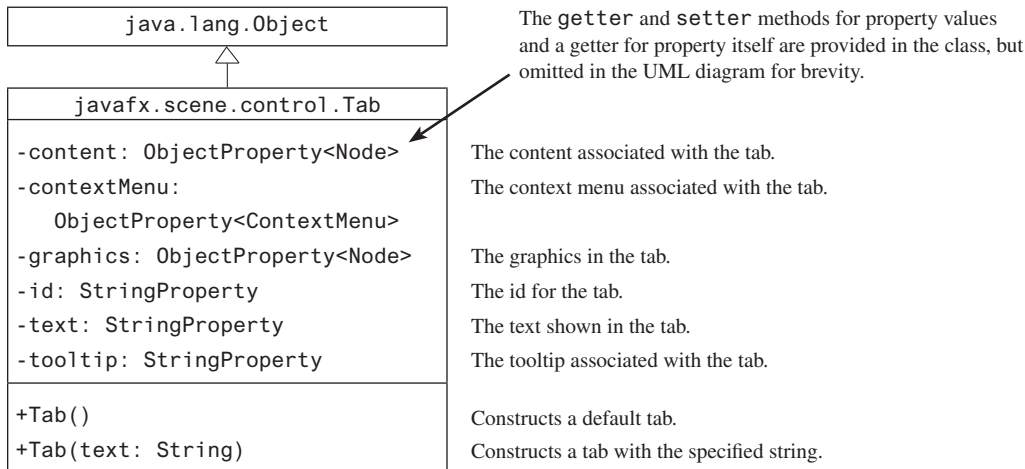 java.lang.Object
The getter and setter methods for property values
and a getter for property itself are provided in the class, but
omitted in the UML diagram for brevity.
javafx.scene.control.Tab
-content: ObjectProperty<Node>
The content associated with the tab.
-contextMenu:
The context menu associated with the tab.
ObjectProperty<ContextMenu>
-graphics: ObjectProperty<Node>
The graphics in the tab.
-id: StringProperty
The id for the tab.
-text: StringProperty
The text shown in the tab.
-tooltip: StringProperty
The tooltip associated with the tab.
+Tab()
Constructs a default tab.
+Tab(text: String)
Constructs a tab with the specified string.